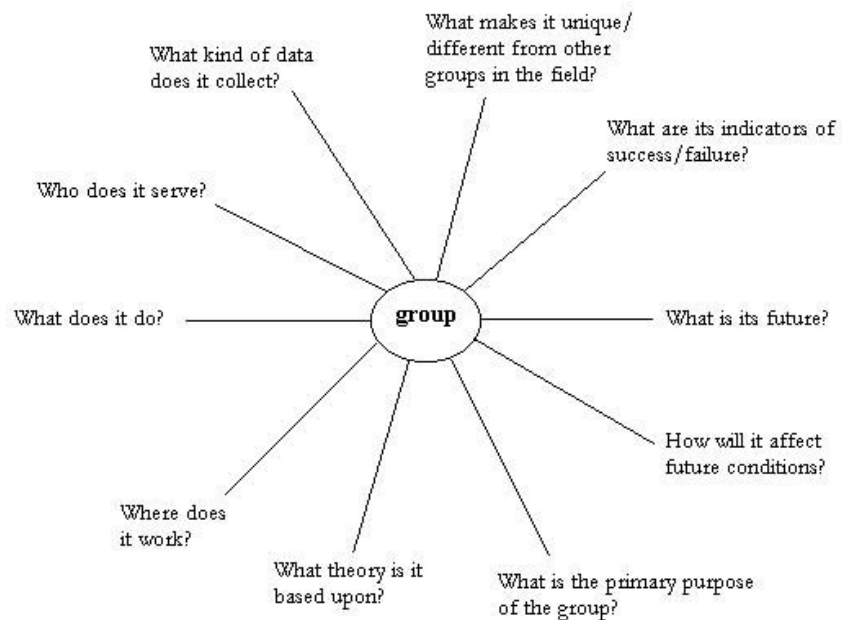 What makes it unique/
different from other
groups in the field?
What kind of data
does it collect?
What are its indicators of
success/failure?
Who does it serve?
What does it do?
group
What is its future?
How will it affect
future conditions?
Where does
it work?
What theory is it
based upon?
What is the primary purpose
of the group?